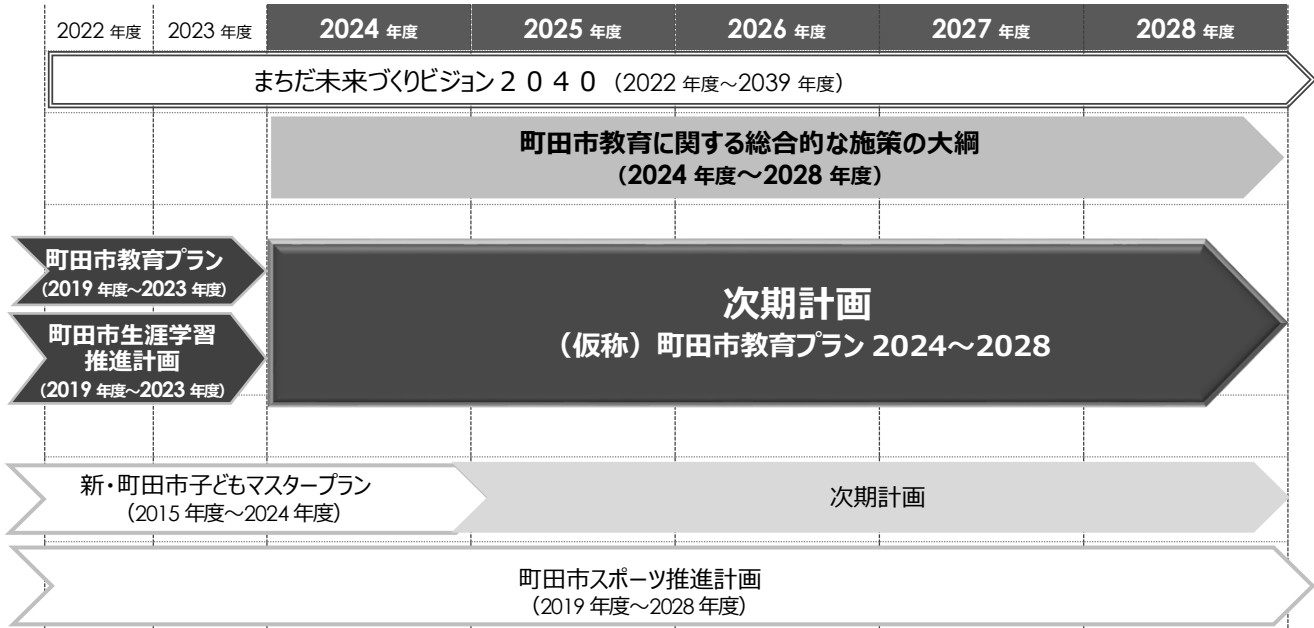 2022 年度 2023 年度 2024 年度 2025 年度 2026 年度 2027 年度 2028 年度
まちだ未来づくりビジョン２０４０（2022 年度～2039 年度）
町田市教育に関する総合的な施策の大綱
（2024 年度～2028 年度）
町田市教育プラン
（2019 年度～2023 年度）
町田市生涯学習
推進計画
（2019 年度～2023 年度）
次期計画
（仮称）町田市教育プラン 2024～2028
新・町田市子どもマスタープラン
（2015 年度～2024 年度）
次期計画
町田市スポーツ推進計画
（2019 年度～2028 年度）